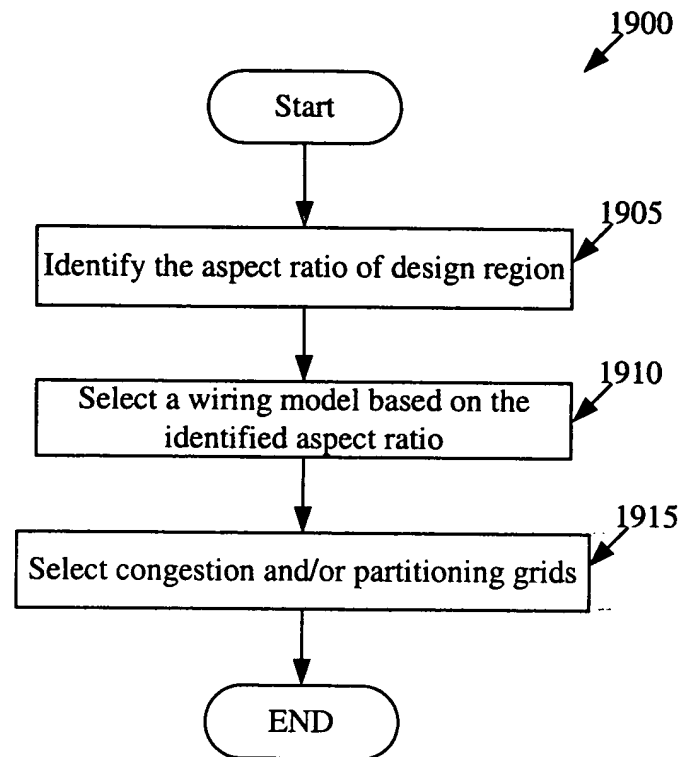 1900
Start
1905
Identify the aspect ratio of design region
1910
Select a wiring model based on the
identified aspect ratio
1915
Select congestion and/or partitioning grids
END